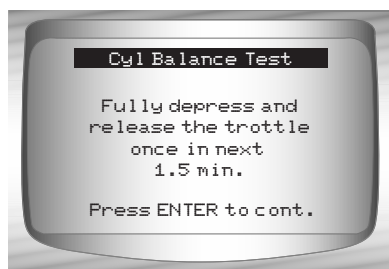 Cyl Balance Test
Fully depress and
release the trottle
once in next
1.5 min.
Press ENTER to cont.